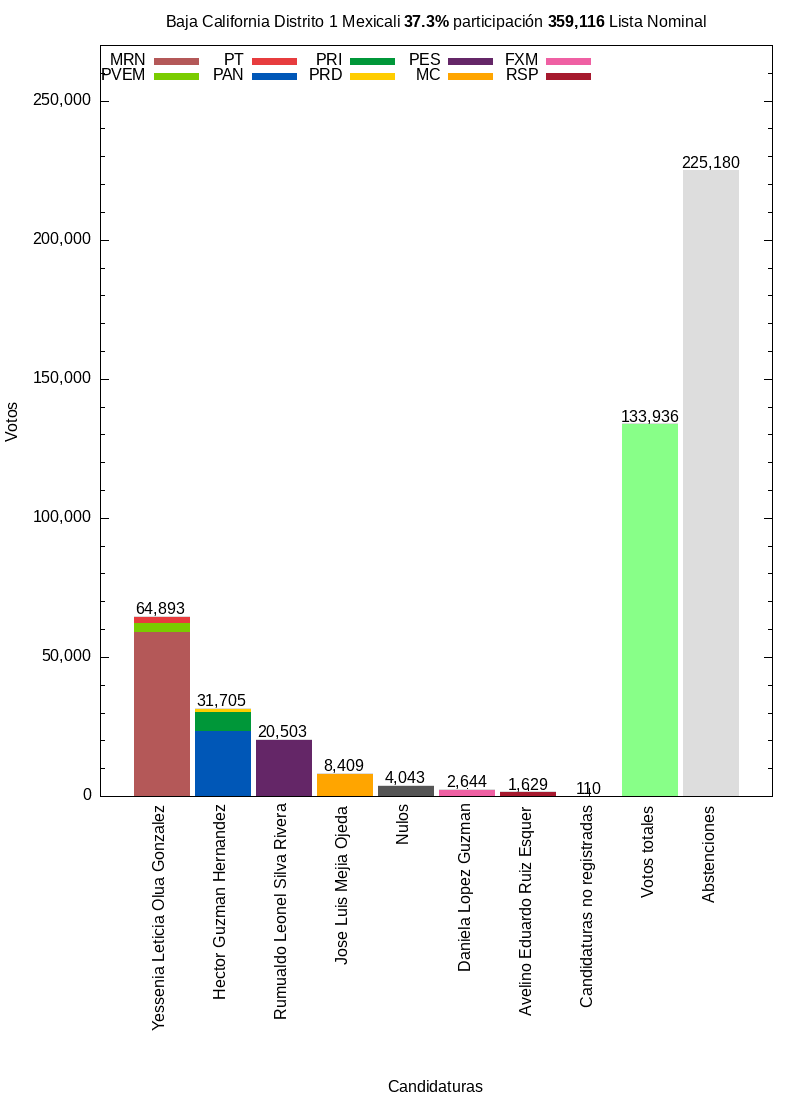 Baja California Distrito 1 Mexicali 37.3% participación 359,116 Lista Nominal
MRN PT PRI PES FXM
PVEM PAN PRD MC RSP
250,000
200,000
150,000
100,000
50,000
0
Votos
64,893
31,705
20,503
8,409
4,043
2,644
1,629
110
133,936
225,180
Yessenia Leticia Olua Gonzalez
Hector Guzman Hernandez
Rumualdo Leonel Silva Rivera
Jose Luis Mejia Ojeda
Nulos
Daniela Lopez Guzman
Avelino Eduardo Ruiz Esquer
Candidaturas no registradas
Votos totales
Abstenciones
Candidaturas